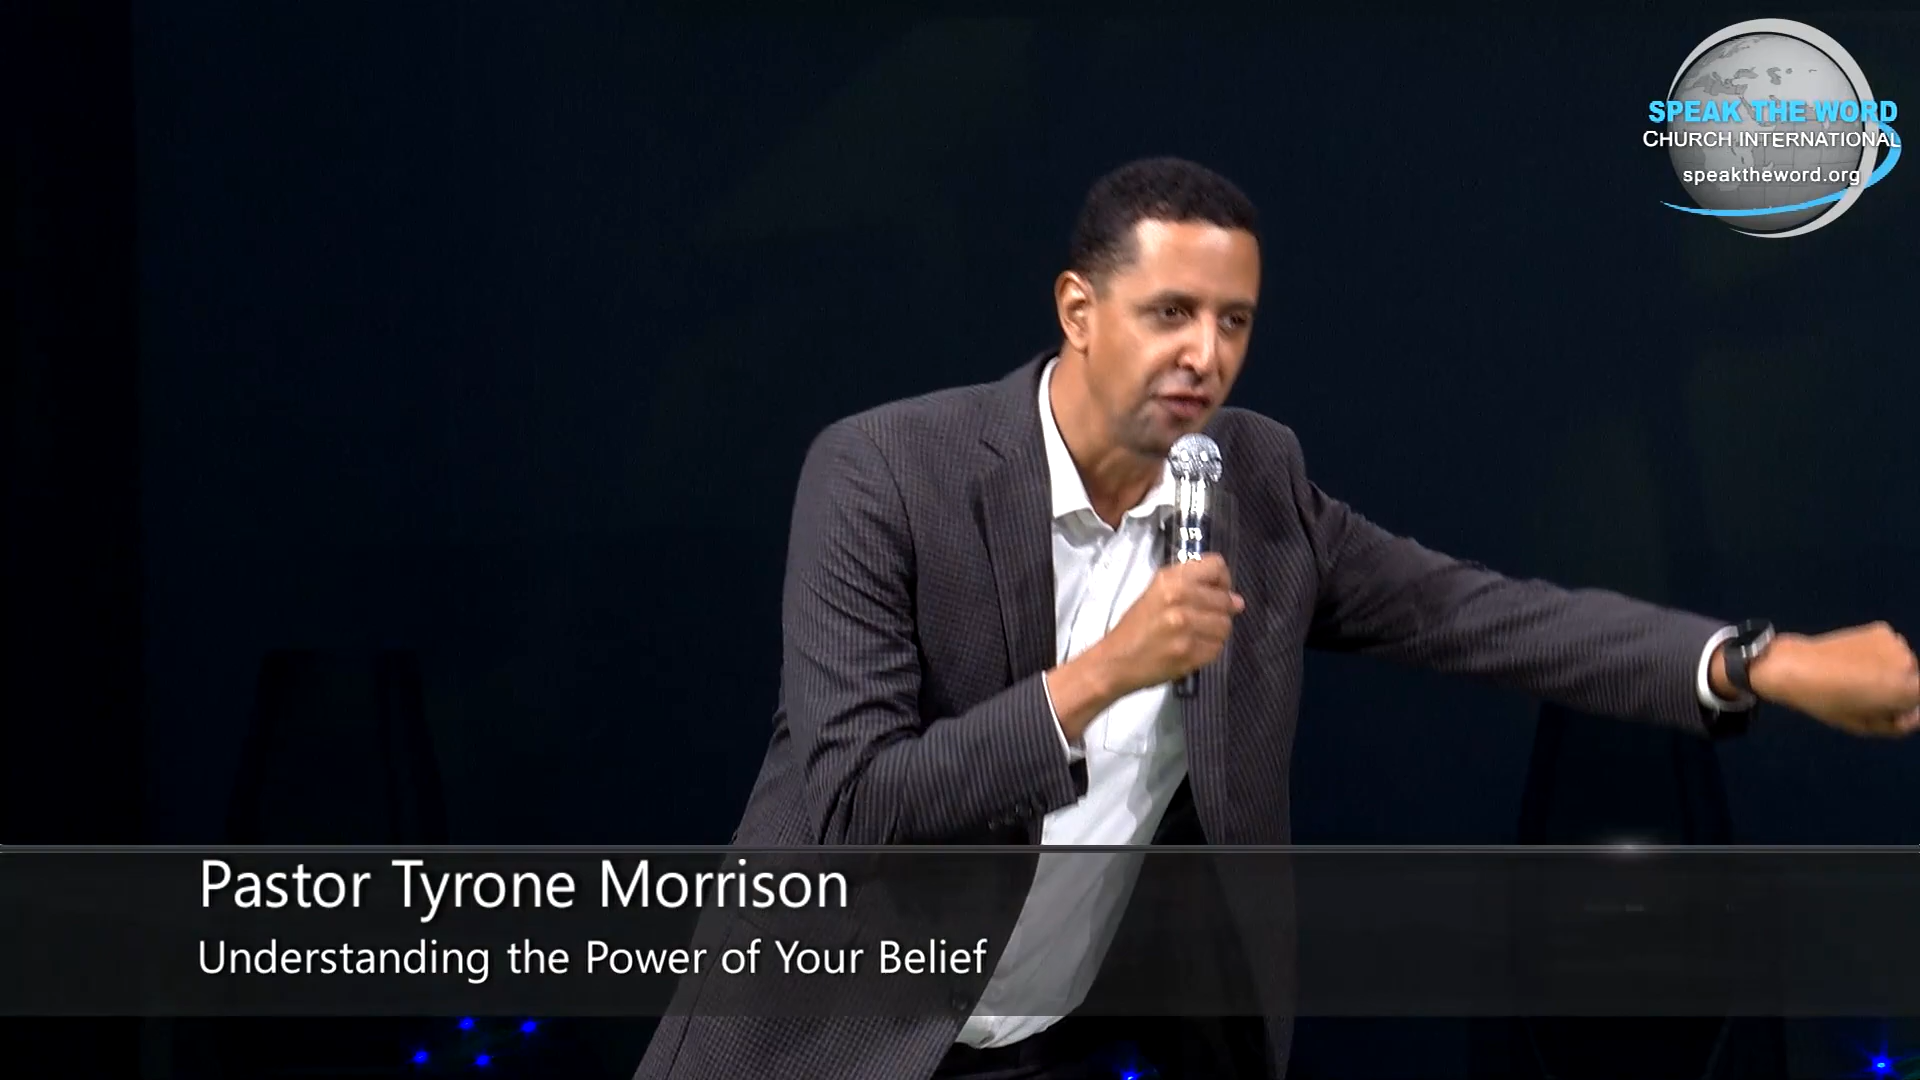 SPEAK THE WORD
CHURCH INTERNATIONAL
speaktheword.org
Pastor Tyrone Morrison
Understanding the Power of Your Belief